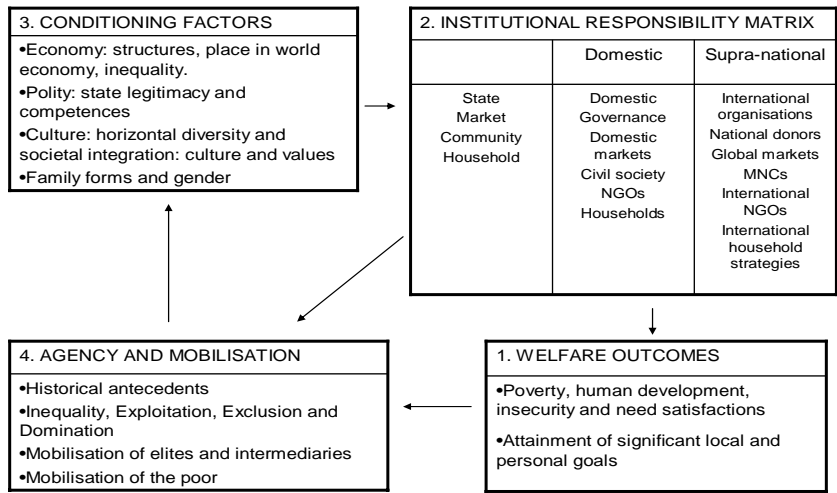 3. CONDITIONING FACTORS
•Economy: structures, place in world
economy, inequality.
•Polity: state legitimacy and
competences
•Culture: horizontal diversity and
societal integration: culture and values
•Family forms and gender
2. INSTITUTIONAL RESPONSIBILITY MATRIX
Domestic
Supra-national
State
Market
Community
Household
Domestic
Governance
Domestic
markets
Civil society
NGOs
Households
International
organisations
National donors
Global markets
MNCs
International
NGOs
International
household
strategies
4. AGENCY AND MOBILISATION
•Historical antecedents
•Inequality, Exploitation, Exclusion and
Domination
•Mobilisation of elites and intermediaries
•Mobilisation of the poor
1. WELFARE OUTCOMES
•Poverty, human development,
insecurity and need satisfactions
•Attainment of significant local and
personal goals